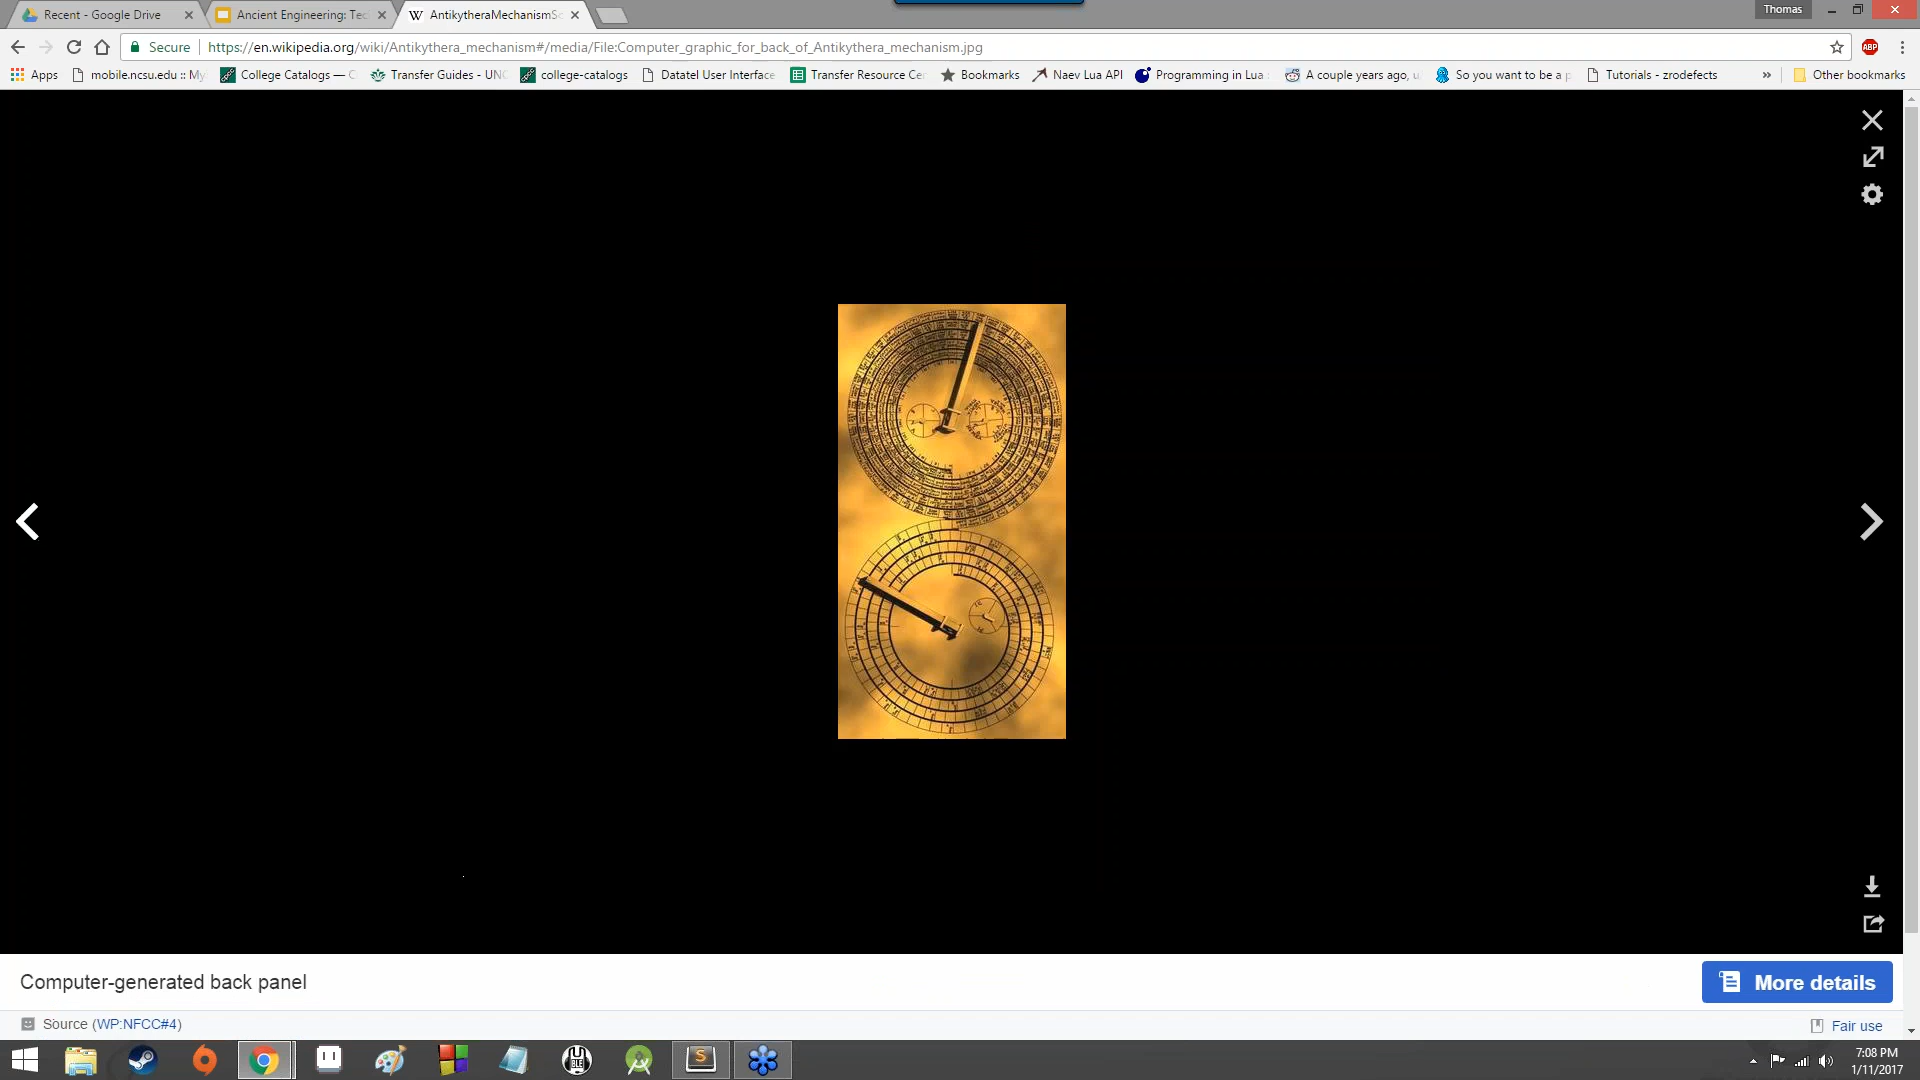 Recent - Google Drive
Ancient Engineering: Tec
AntikytheraMechanismSc
Thomas
Secure
https://en.wikipedia.org/wiki/Antikythera_mechanism#/media/File:Computer_graphic_for_back_of_Antikythera_mechanism.jpg
ABP
Apps
mobile.ncsu.edu :: My
College Catalogs — C
Transfer Guides - UNC
college-catalogs
Datatel User Interface
Transfer Resource Ce
Bookmarks
Naev Lua API
Programming in Lua
A couple years ago, u
So you want to be a p
Tutorials - zrodefects
»
Other bookmarks
Computer-generated back panel
More details
Source (WP:NFCC#4)
Fair use
7:08 PM
1/11/2017